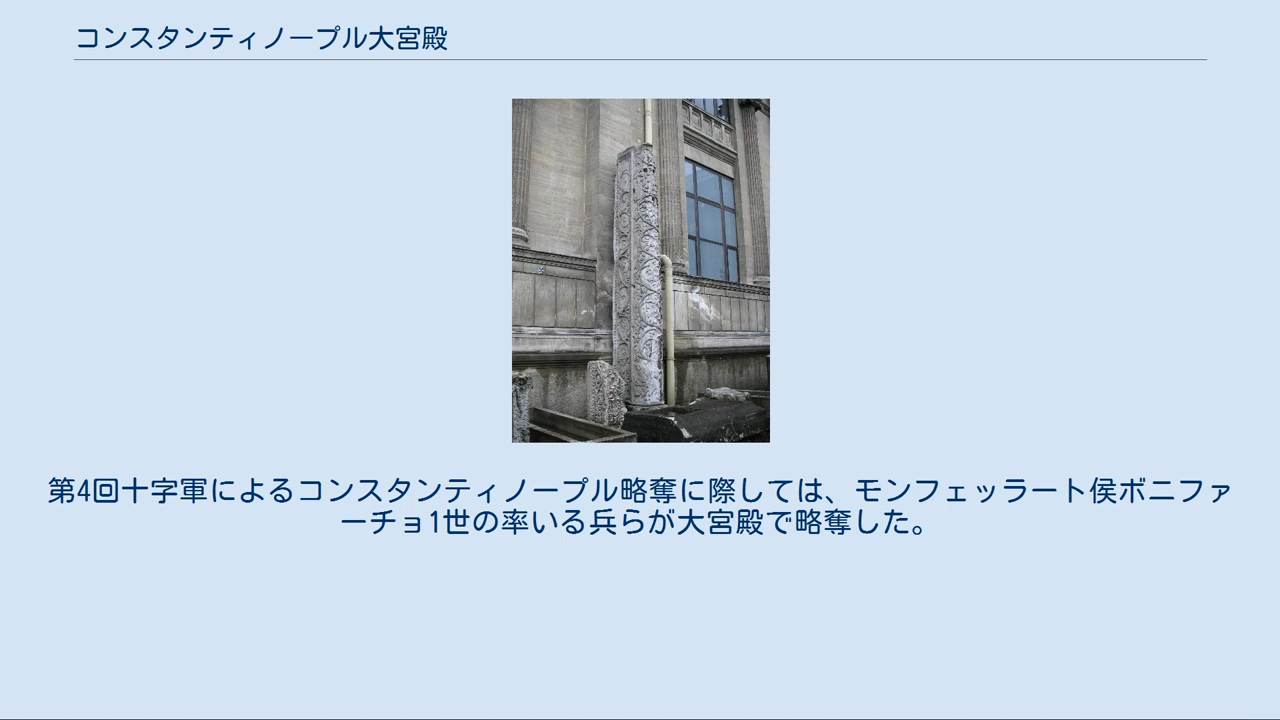 コンスタンティノープル大宮殿
第4回十字軍によるコンスタンティノープル略奪に際しては、モンフェッラート侯ボニファ
ーチョ1世の率いる兵らが大宮殿で略奪した。